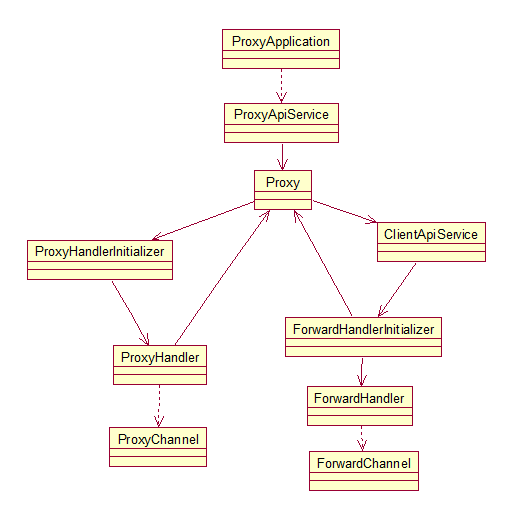 ProxyApplication
ProxyApiService
Proxy
ClientApiService
ProxyHandlerInitializer
ForwardHandlerInitializer
ProxyHandler
ForwardHandler
ProxyChannel
ForwardChannel